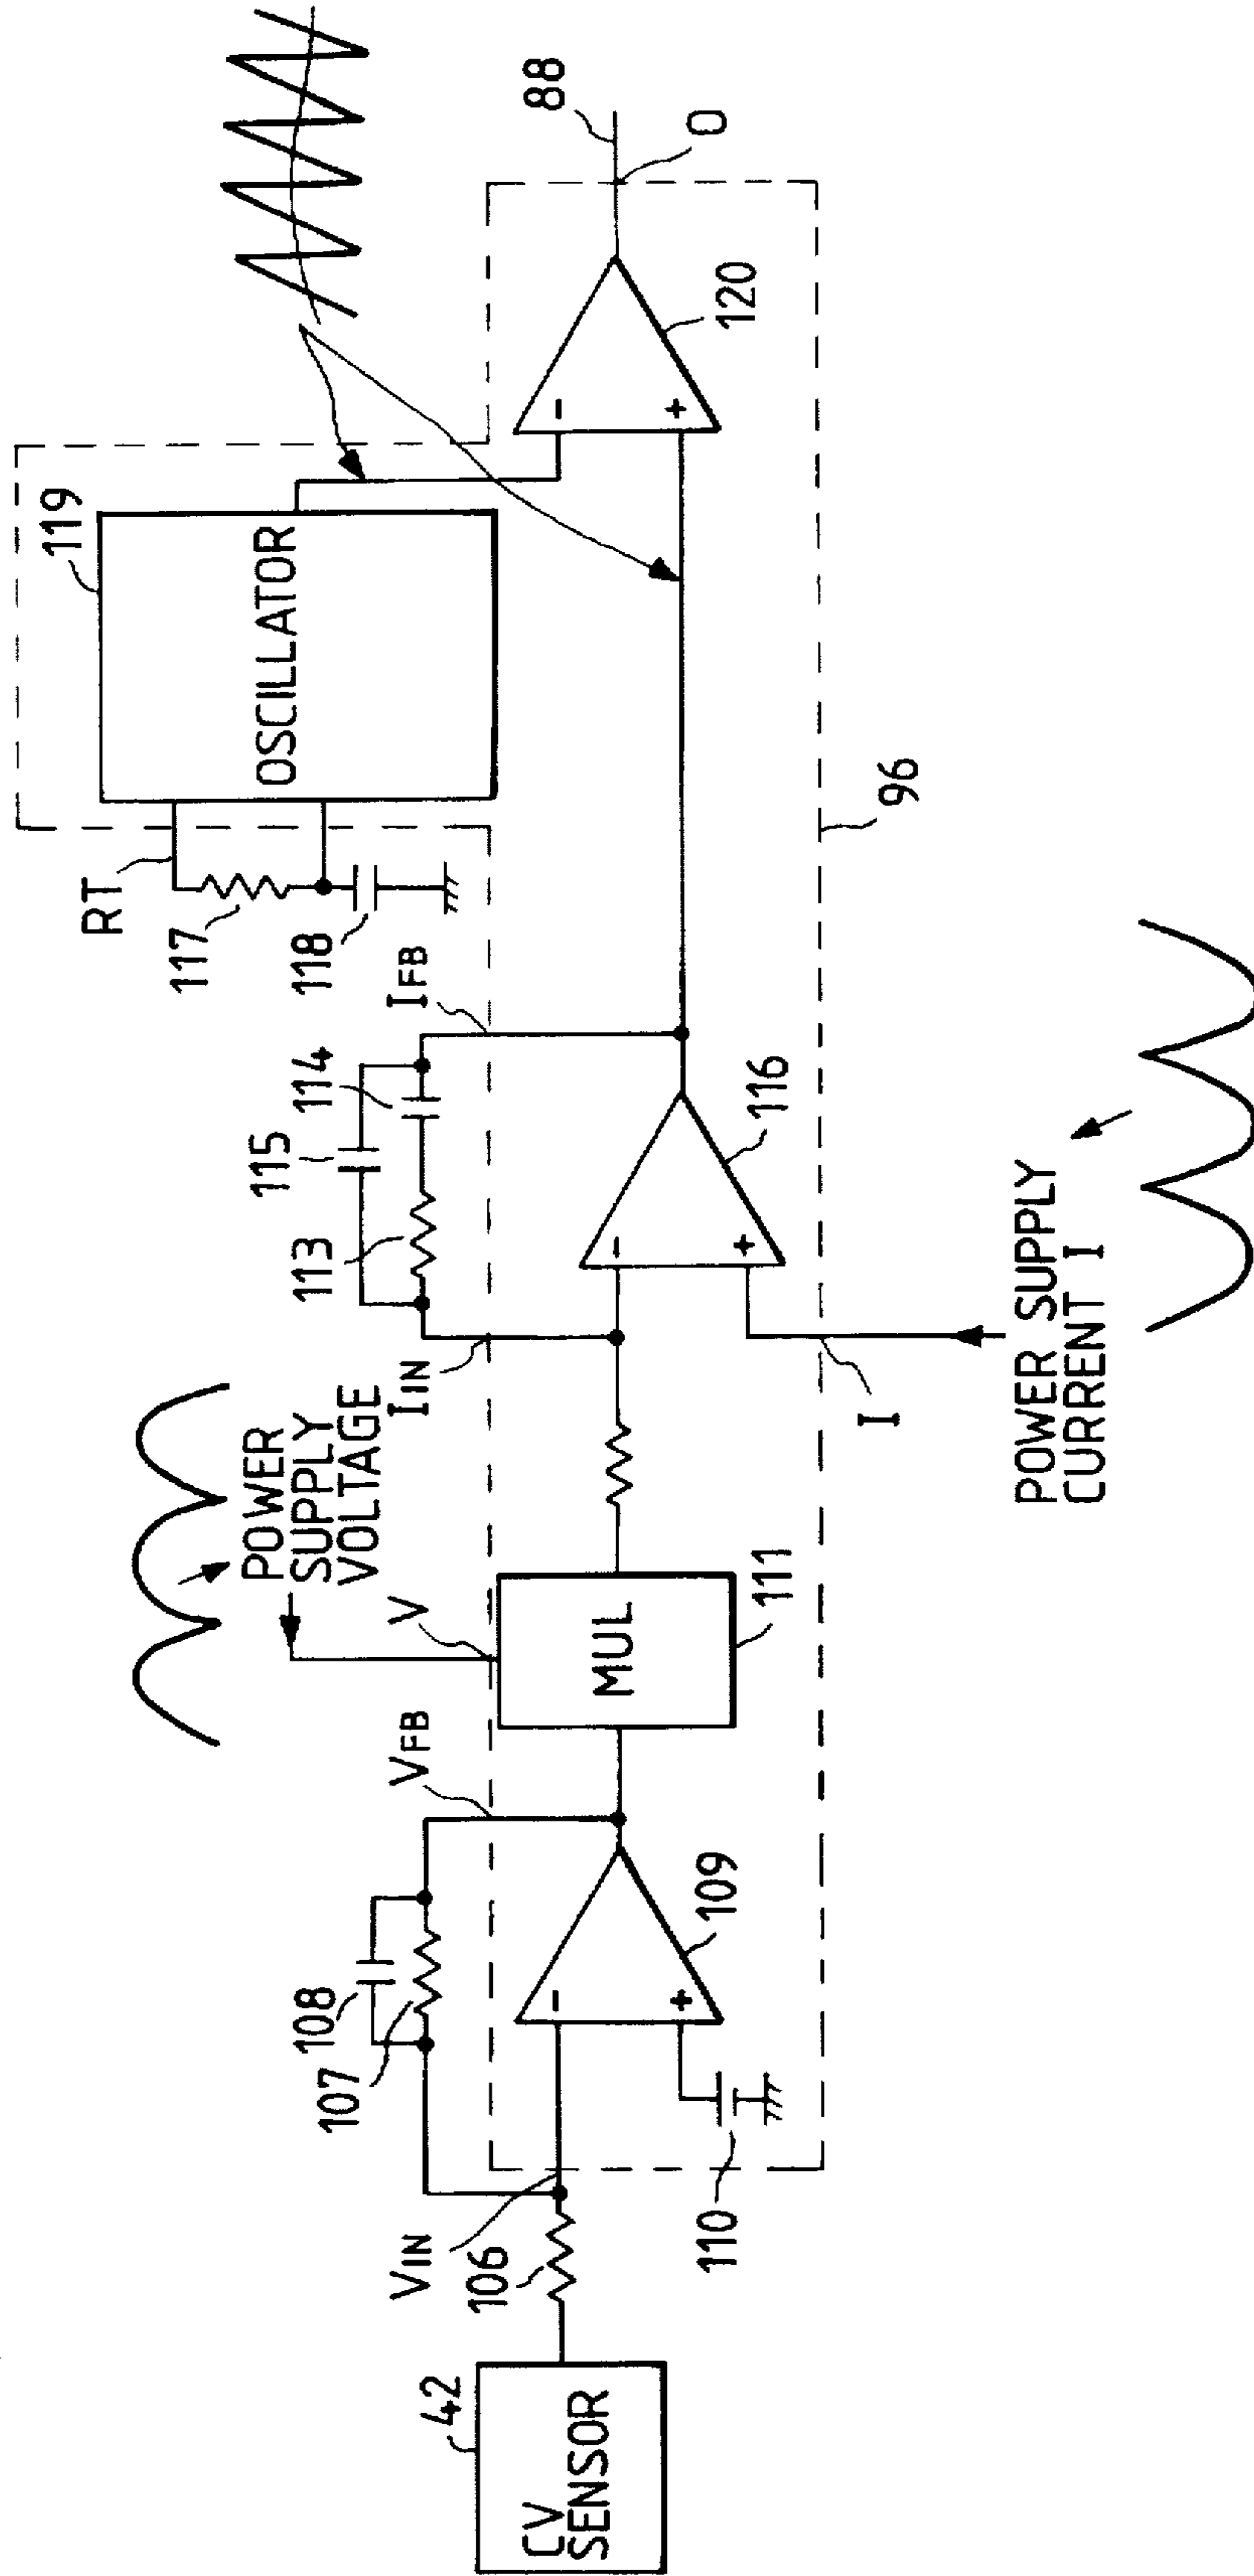 42
CV
SENSOR
VIN
106
108
107
110
109
VFB
V
MUL
111
POWER
SUPPLY
VOLTAGE
IIN
113
115
114
IFB
-
+
-
+
116
I
POWER SUPPLY
CURRENT I
96
RT
117
118
119
OSCILLATOR
-
+
120
88
O